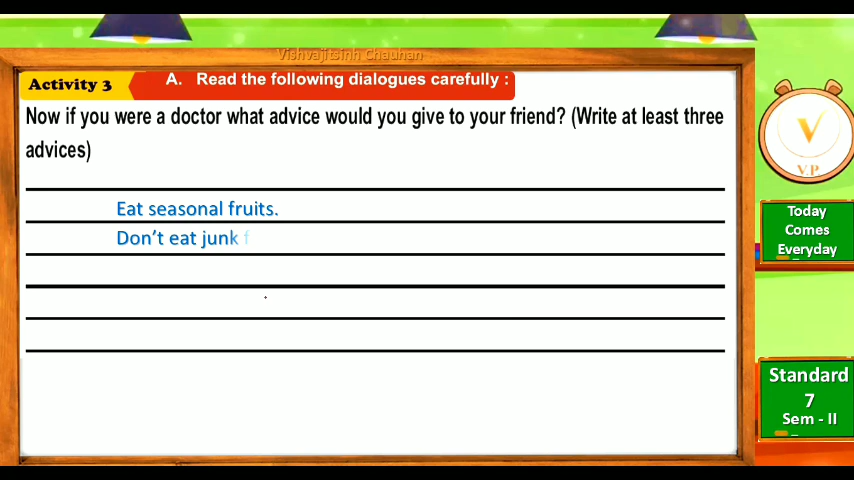 Vishvajitsinh Chauhan
Activity 3
A. Read the following dialogues carefully :
Now if you were a doctor what advice would you give to your friend? (Write at least three
advices)
Eat seasonal fruits.
Don't eat junk f
V
V.P
Today
Comes
Everyday
Standard
7
Sem - II